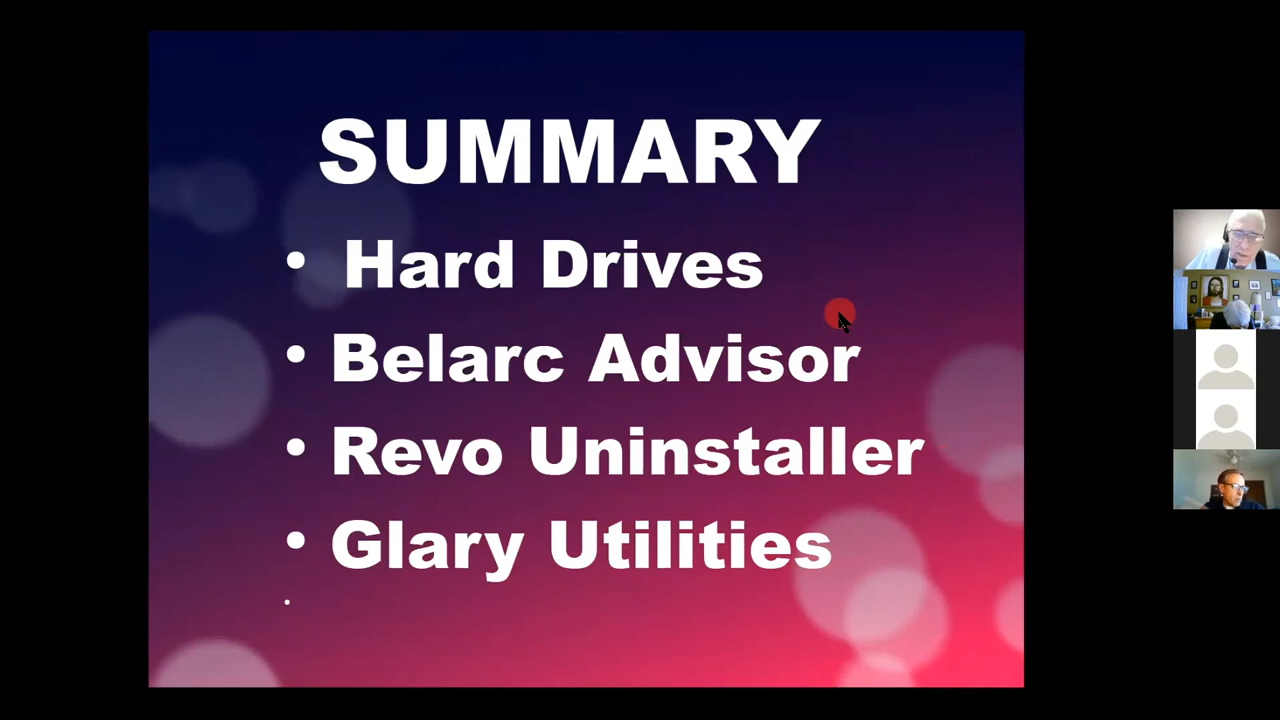 SUMMARY
• Hard Drives
• Belarc Advisor
• Revo Uninstaller
• Glary Utilities
•